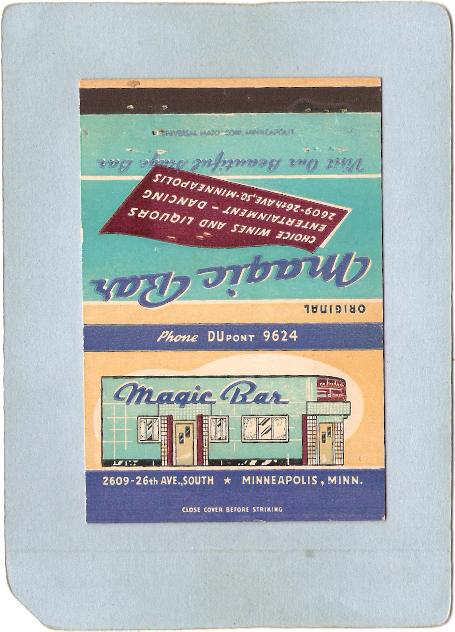 UNIVERSAL MATCH CORP., MINNEAPOLIS
ORIGINAL
Magic Bar
CHOICE WINES AND LIQUORS
ENTERTAINMENT - DANCING
2609-26th AVE., SO.-MINNEAPOLIS
Visit Our Beautiful Stage Bar
Phone DUPONT 9624
Magic Bar
2609-26th AVE., SOUTH ★ MINNEAPOLIS, MINN.
CLOSE COVER BEFORE STRIKING